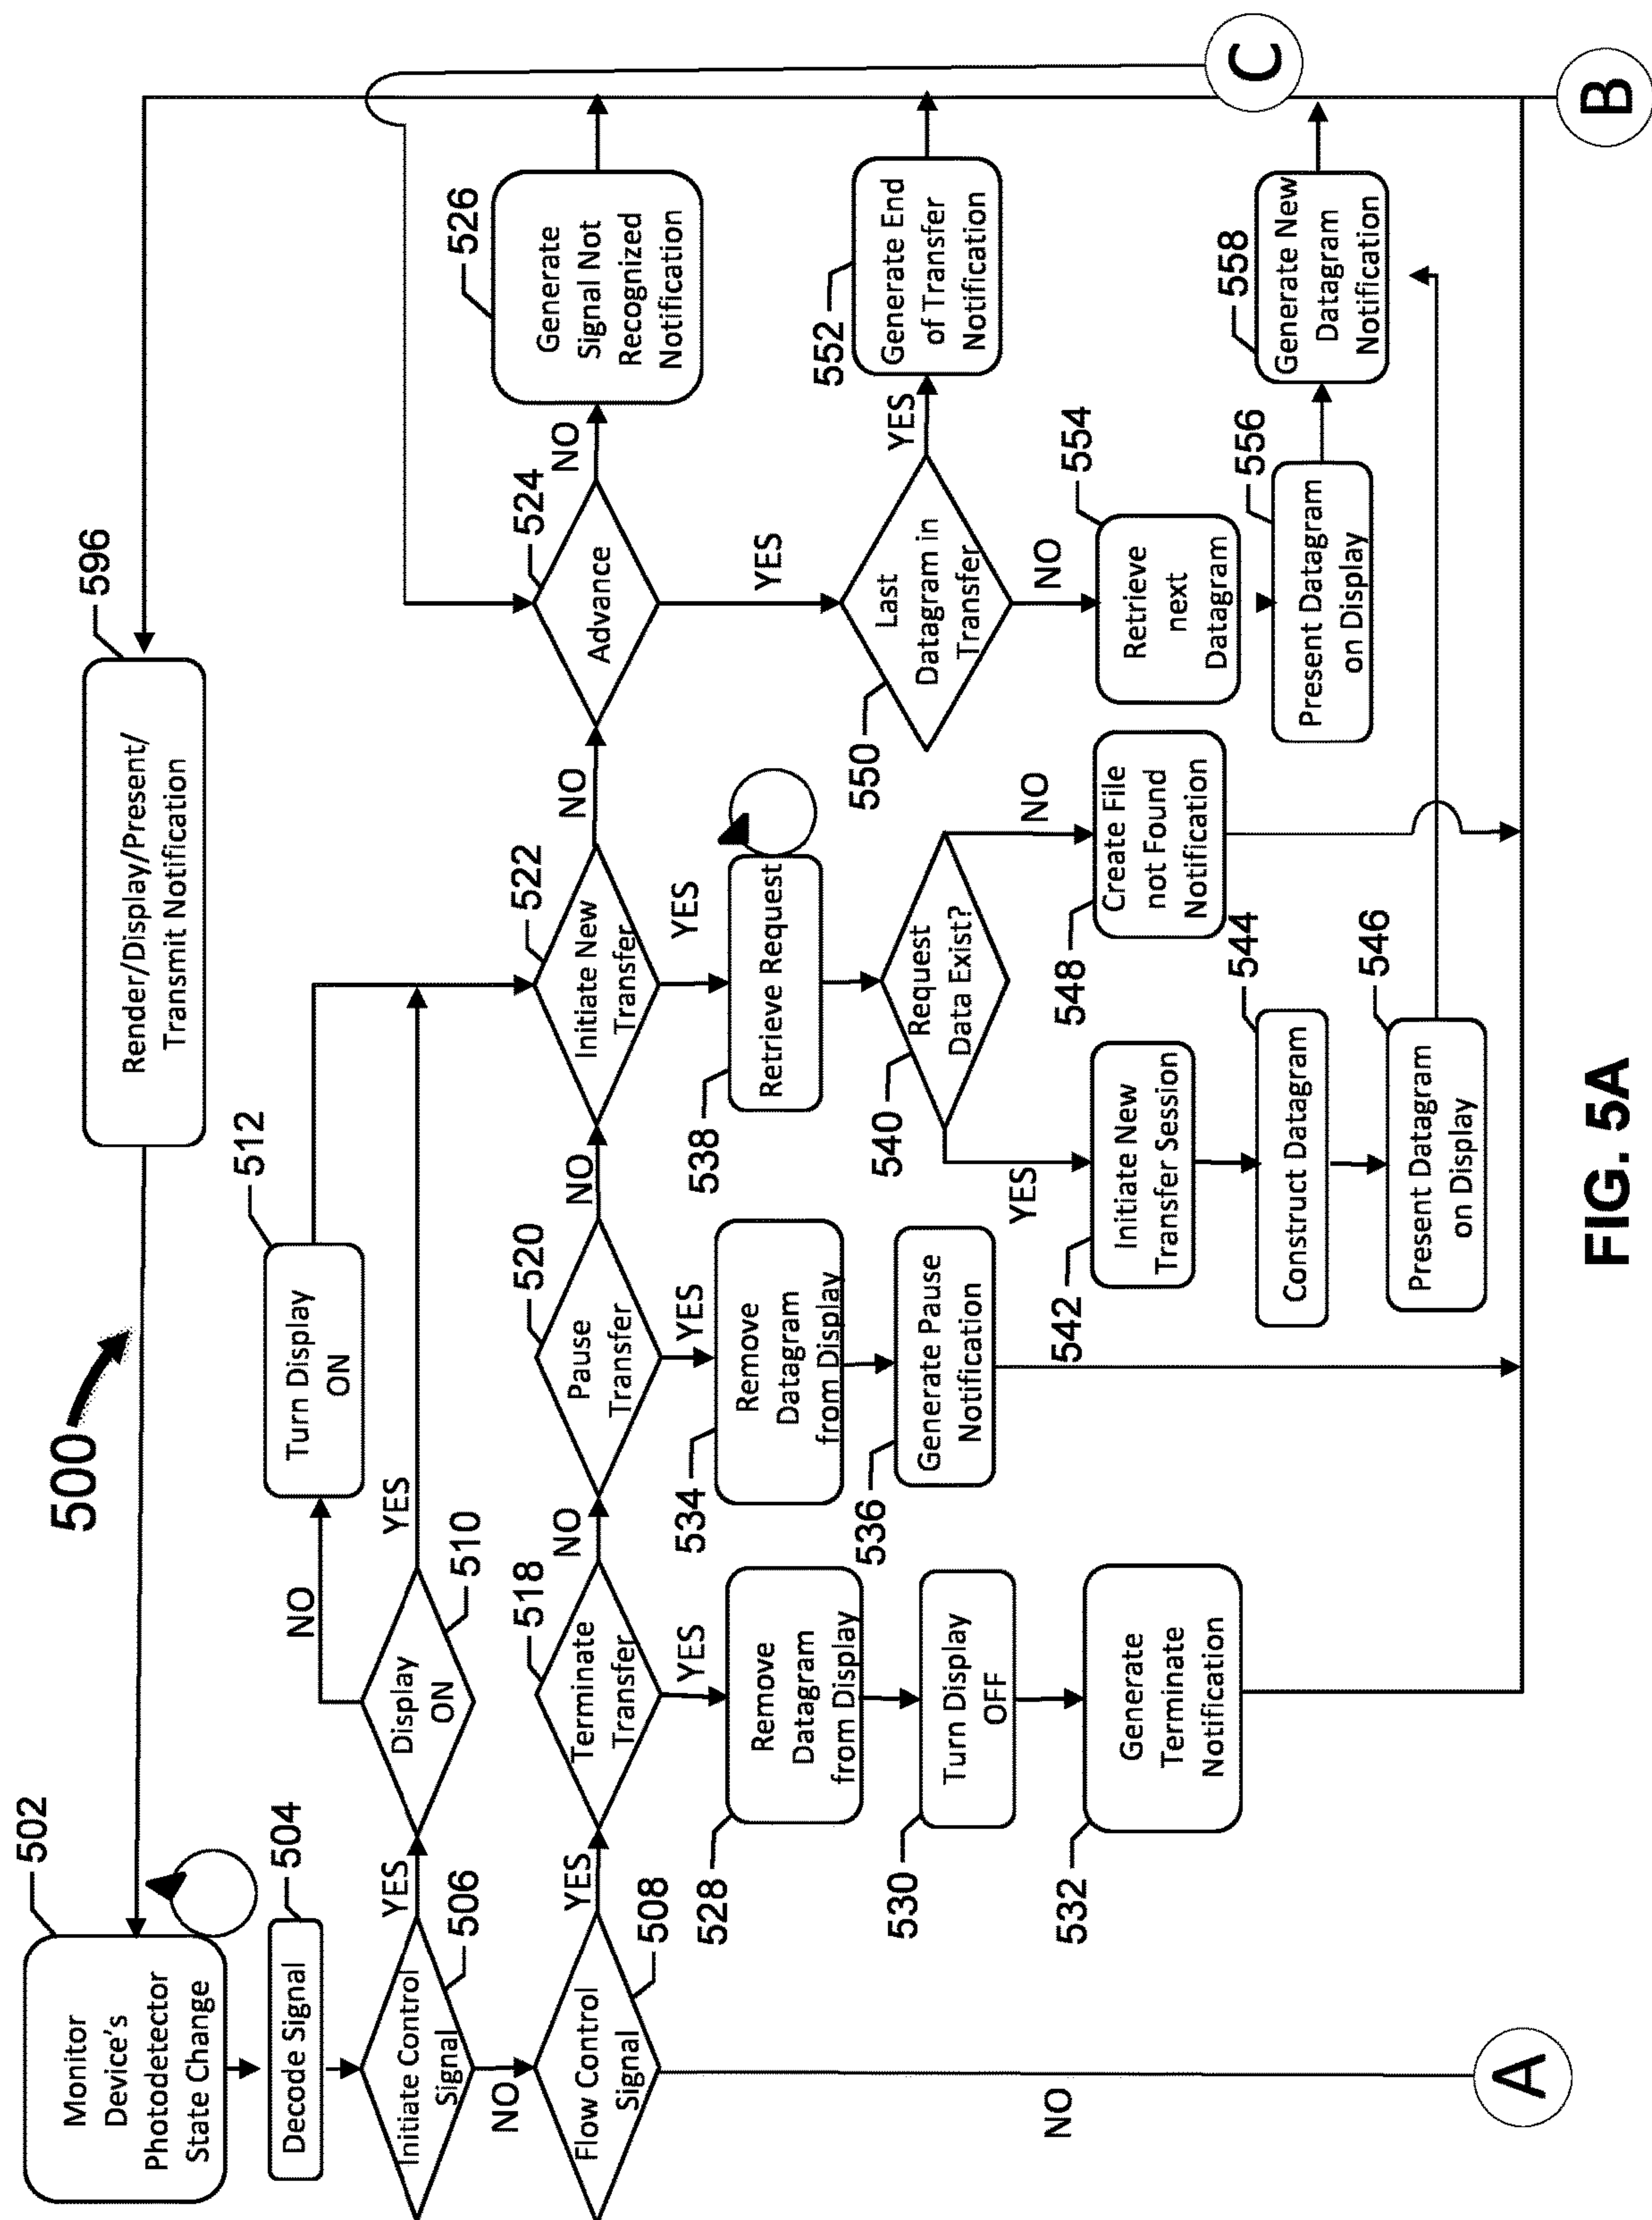 500
502
Monitor
Device's
Photodetector
State Change
596
Render/Display/Present/
Transmit Notification
504
Decode Signal
506
Initiate Control
Signal
YES
NO
510
Display
ON
NO
YES
512
Turn Display
ON
508
Flow Control
Signal
YES
NO
518
Terminate
Transfer
NO
YES
520
Pause
Transfer
NO
YES
522
Initiate New
Transfer
NO
YES
524
Advance
NO
YES
526
Generate
Signal Not
Recognized
Notification
528
Remove
Datagram
from Display
530
Turn Display
OFF
532
Generate
Terminate
Notification
534
Remove
Datagram
from Display
536
Generate Pause
Notification
538
Retrieve Request
540
Request
Data Exist?
YES
NO
542
Initiate New
Transfer Session
544
Construct Datagram
546
Present Datagram
on Display
548
Create File
not Found
Notification
550
Last
Datagram in
Transfer
YES
NO
552
Generate End
of Transfer
Notification
554
Retrieve
next
Datagram
556
Present Datagram
on Display
558
Generate New
Datagram
Notification
A
C
B
FIG. 5A